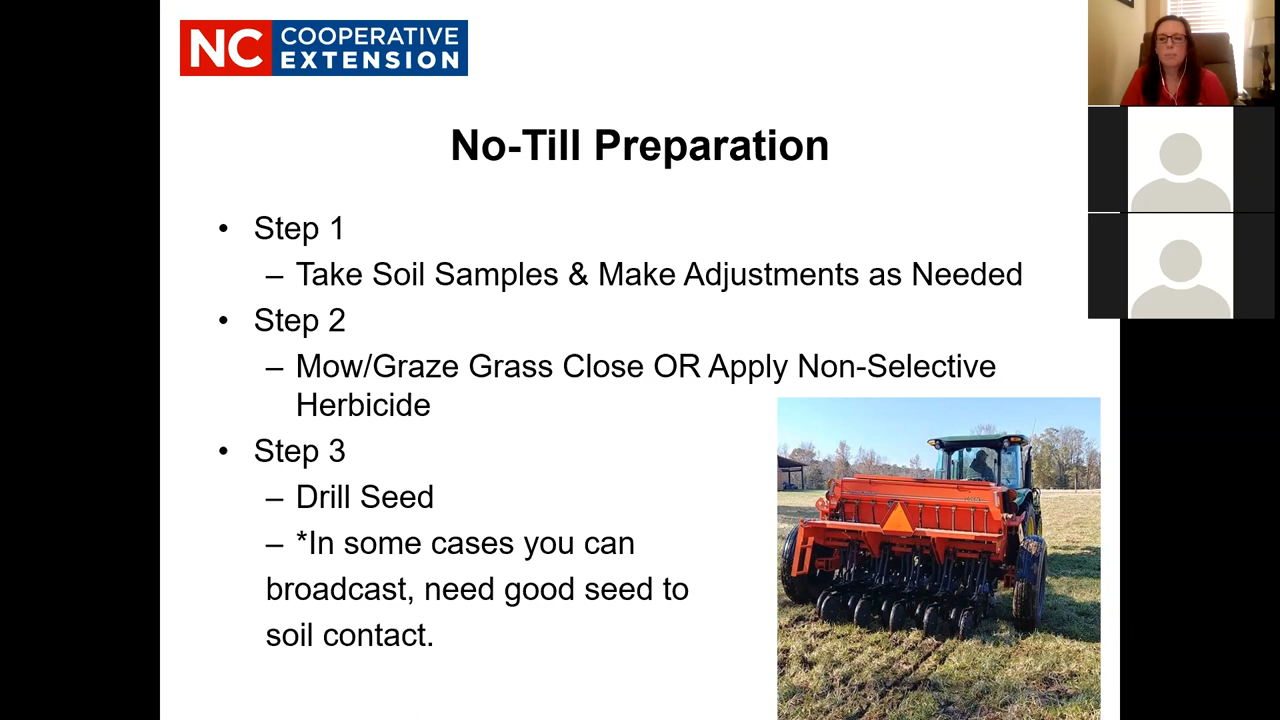 NC COOPERATIVE
EXTENSION
No-Till Preparation
• Step 1
– Take Soil Samples & Make Adjustments as Needed
• Step 2
– Mow/Graze Grass Close OR Apply Non-Selective
Herbicide
• Step 3
– Drill Seed
– *In some cases you can
broadcast, need good seed to
soil contact.